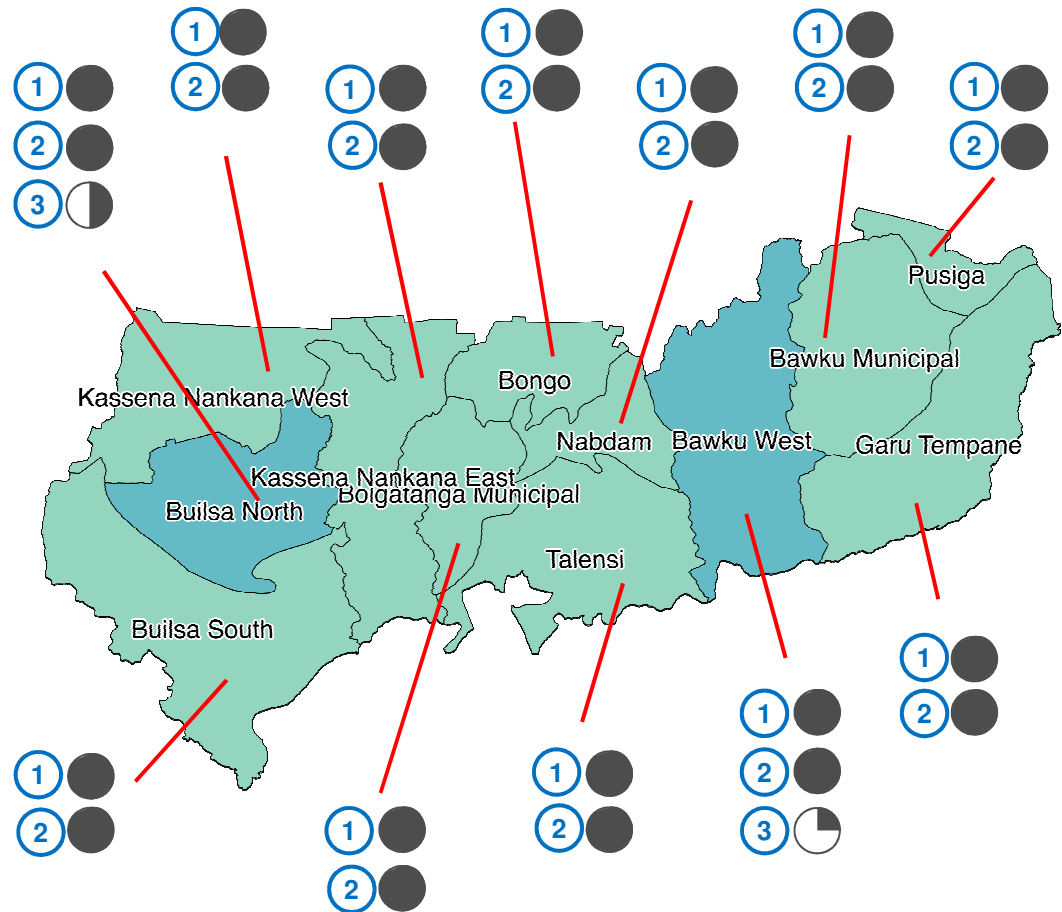 1
1
1
1
2
2
2
1
1
1
1
2
2
2
2
3
Pusiga
Bawku Municipal
Bongo
Kassena Nankana West
Nabdam
Bawku West
Garu Tempane
Kassena Nankana East
Bolgatanga Municipal
Builsa North
Talensi
Builsa South
1
2
1
2
1
2
1
2
3
1
2